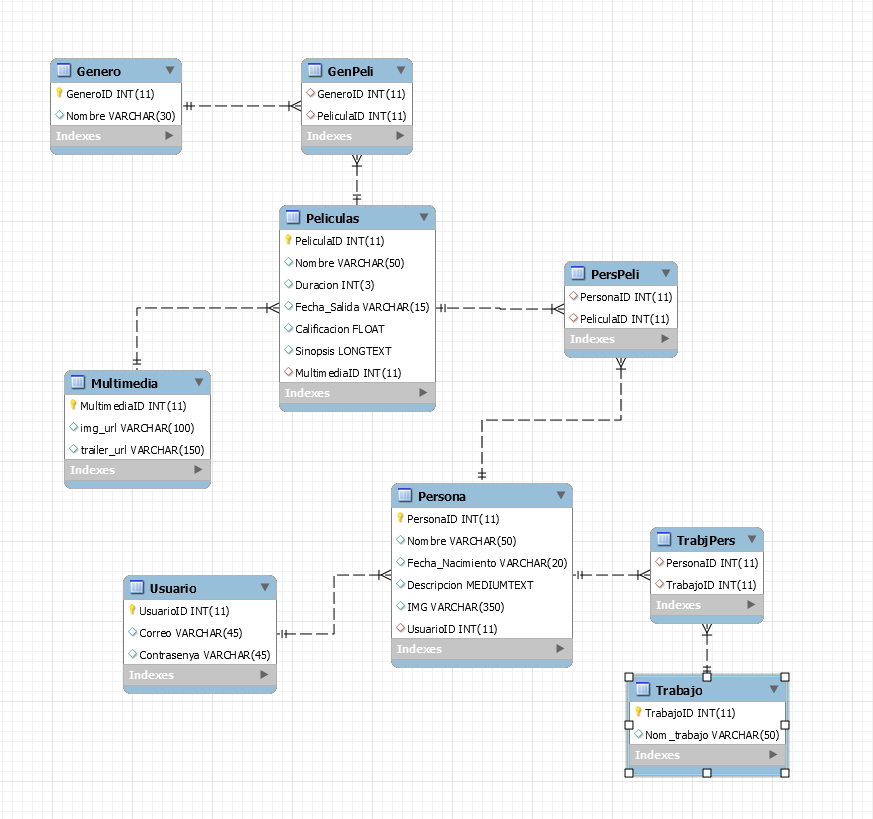 Genero
GeneroID INT(11)
Nombre VARCHAR(30)
Indexes
GenPeli
GeneroID INT(11)
PeliculaID INT(11)
Indexes
Peliculas
PeliculaID INT(11)
Nombre VARCHAR(50)
Duracion INT(3)
Fecha_Salida VARCHAR(15)
Calificacion FLOAT
Sinopsis LONGTEXT
MultimediaID INT(11)
Indexes
PersPeli
PersonaID INT(11)
PeliculaID INT(11)
Indexes
Multimedia
MultimediaID INT(11)
img_url VARCHAR(100)
trailer_url VARCHAR(150)
Indexes
Persona
PersonaID INT(11)
Nombre VARCHAR(50)
Fecha_Nacimiento VARCHAR(20)
Descripcion MEDIUMTEXT
IMG VARCHAR(350)
UsuarioID INT(11)
Indexes
TrabjPers
PersonaID INT(11)
TrabajoID INT(11)
Indexes
Usuario
UsuarioID INT(11)
Correo VARCHAR(45)
Contrasenya VARCHAR(45)
Indexes
Trabajo
TrabajoID INT(11)
Nom_trabajo VARCHAR(50)
Indexes